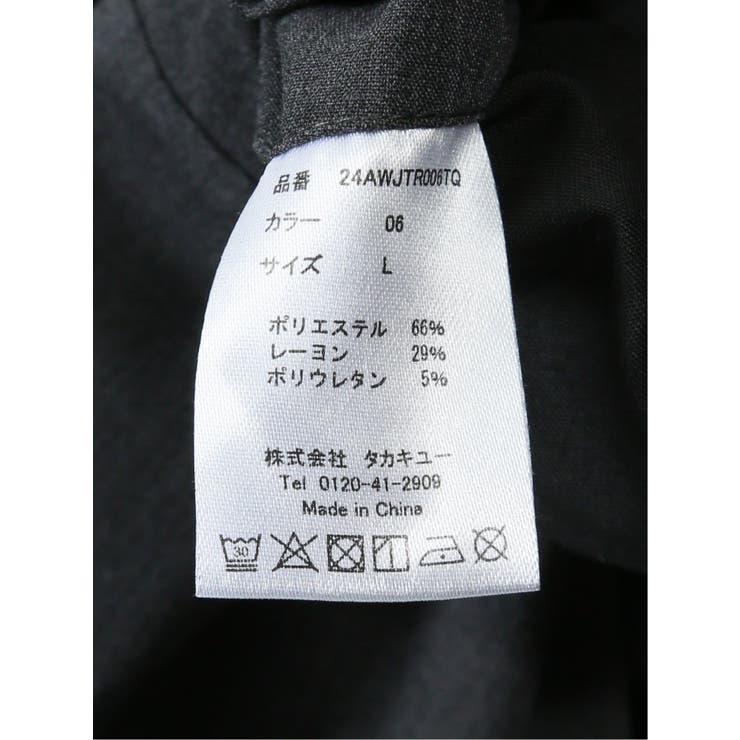 品番 24AWJTR006TQ
カラー 06
サイズ L
ポリエステル 66%
レーヨン 29%
ポリウレタン 5%
株式会社 タカキユー
Tel 0120-41-2909
Made in China
30